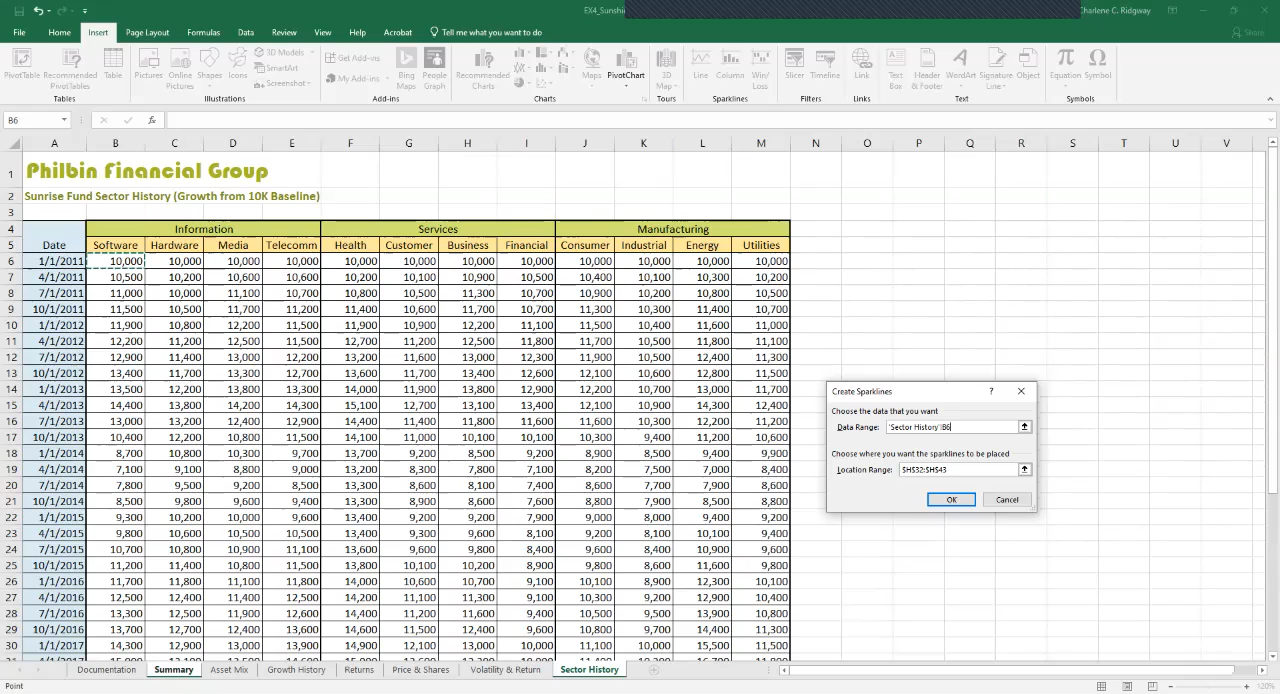 EX4_Sunshi
Charlene C. Ridgway
File Home Insert Page Layout Formulas Data Review View Help Acrobat Tell me what you want to do Share
PivotTable Recommended PivotTables Table Pictures Online Pictures Shapes Icons 3D Models SmartArt Screenshot Get Add-ins My Add-ins Bing Maps People Graph Recommended Charts Maps PivotChart 3D Map Line Column Win/Loss Slicer Timeline Link Text Box Header & Footer WordArt Signature Line Object Equation Symbol
Tables Illustrations Add-ins Charts Tours Sparklines Filters Links Text Symbols
B6 fx
A B C D E F G H I J K L M N O P Q R S T U V
1 Philbin Financial Group
2 Sunrise Fund Sector History (Growth from 10K Baseline)
3
4 Information Services Manufacturing
5 Date Software Hardware Media Telecomm Health Customer Business Financial Consumer Industrial Energy Utilities
6 1/1/2011 10,000 10,000 10,000 10,000 10,000 10,000 10,000 10,000 10,000 10,000 10,000 10,000
7 4/1/2011 10,500 10,200 10,600 10,600 10,200 10,100 10,900 10,500 10,400 10,100 10,300 10,200
8 7/1/2011 11,000 10,000 11,100 10,700 10,800 10,500 11,300 10,700 10,900 10,200 10,800 10,500
9 10/1/2011 11,500 10,500 11,700 11,200 11,400 10,600 11,700 10,700 11,300 10,300 11,400 10,700
10 1/1/2012 11,900 10,800 12,200 11,500 11,900 10,900 12,200 11,100 11,500 10,400 11,600 11,000
11 4/1/2012 12,200 11,200 12,500 11,500 12,700 11,200 12,500 11,800 11,700 10,500 11,800 11,100
12 7/1/2012 12,900 11,400 13,000 12,200 13,200 11,600 13,000 12,300 11,900 10,500 12,400 11,300
13 10/1/2012 13,400 11,700 13,300 12,700 13,600 11,700 13,400 12,600 12,100 10,600 12,800 11,500
14 1/1/2013 13,500 12,200 13,800 13,300 14,000 11,900 13,800 12,900 12,200 10,700 13,000 11,700
15 4/1/2013 14,400 13,800 14,200 14,300 15,100 12,700 13,100 13,400 12,100 10,900 14,300 12,400
16 7/1/2013 13,000 12,200 13,400 12,900 14,400 11,400 11,800 11,600 11,600 10,300 12,200 11,400
17 10/1/2013 10,400 12,200 10,800 11,500 14,100 11,000 10,100 10,100 10,300 9,400 11,200 10,600
18 1/1/2014 8,700 10,800 10,300 9,700 13,700 9,200 9,500 9,200 9,900 8,500 9,100 9,200
19 4/1/2014 7,100 9,100 8,800 9,000 13,200 8,300 7,800 7,100 8,200 7,500 7,000 8,400
20 7/1/2014 7,800 9,500 9,200 8,500 13,300 8,600 8,100 7,400 8,600 7,700 7,900 8,600
21 10/1/2014 8,500 9,800 9,600 9,400 13,300 8,900 8,600 7,600 8,800 7,900 8,500 8,800
22 1/1/2015 9,300 10,200 10,000 9,600 13,400 9,200 9,200 7,900 9,000 8,000 9,400 9,200
23 4/1/2015 9,800 10,600 10,500 10,500 13,400 9,300 9,600 8,100 9,200 8,200 10,100 9,400
24 7/1/2015 10,700 10,800 10,900 11,100 13,600 9,600 9,800 8,400 9,600 8,400 10,900 9,600
25 10/1/2015 11,200 11,400 10,800 11,500 13,800 10,100 10,200 8,900 9,800 8,600 11,600 9,800
26 1/1/2016 11,700 11,800 11,100 11,800 14,000 10,600 10,700 9,100 10,100 8,900 12,300 10,100
27 4/1/2016 12,500 12,400 11,400 12,500 14,200 11,100 11,300 9,100 10,300 9,200 12,900 10,400
28 7/1/2016 13,300 12,500 11,900 12,600 14,400 11,200 11,600 9,400 10,500 9,500 13,900 10,800
29 10/1/2016 13,700 12,700 12,400 13,600 14,600 11,500 12,400 9,600 10,800 9,700 14,400 11,300
30 1/1/2017 14,300 12,900 13,300 13,900 14,900 12,100 13,000 10,000 11,100 10,000 15,500 11,500
Create Sparklines ?
Choose the data that you want
Data Range: 'Sector History'!B6
Choose where you want the sparklines to be placed
Location Range: $H$32:$H$43
OK Cancel
Documentation Summary Asset Mix Growth History Returns Price & Shares Volatility & Return Sector History
Point 120%